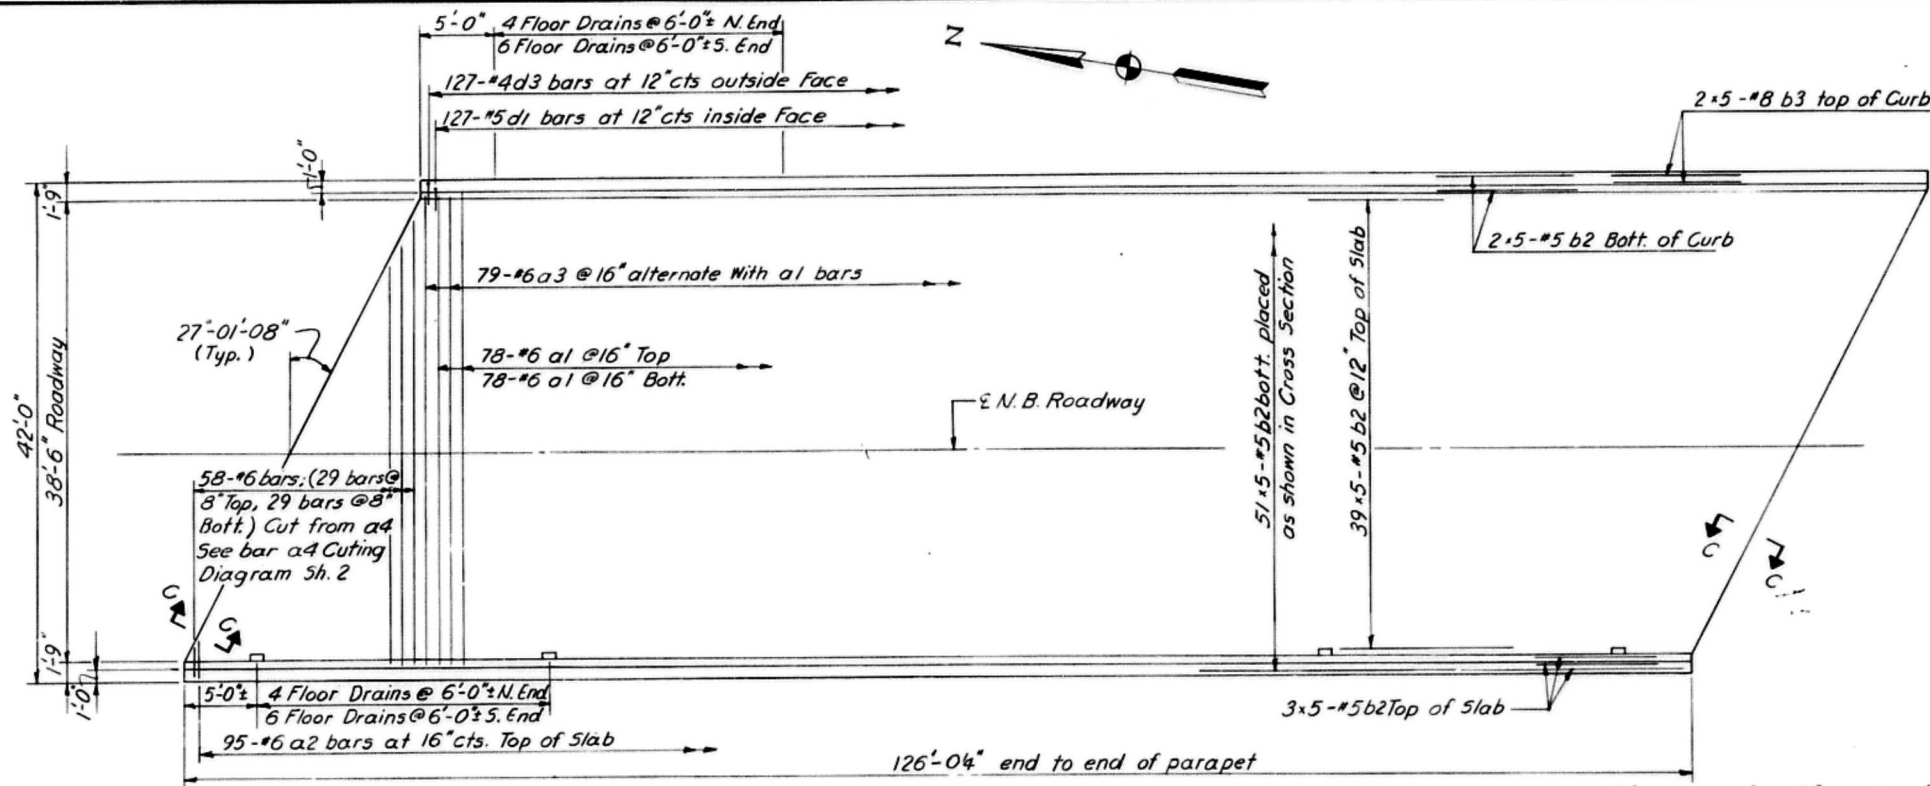 5'-0" 4 Floor Drains @ 6'-0"± N. End
6 Floor Drains @ 6'-0"± S. End
N
127-#4d3 bars at 12"cts outside Face
127-#5d1 bars at 12"cts inside Face
2×5-#8 b3 top of Curb
1'-0"
1'-9"
2×5-#5 b2 Bott. of Curb
79-#6 a3 @ 16" alternate With a1 bars
27°-01'-08"
(Typ.)
78-#6 a1 @16" Top
78-#6 a1 @ 16" Bott.
42'-0"
38'-6" Roadway
℄ N.B. Roadway
51×5-#5b2 bott. placed
as shown in Cross Section
39×5-#5 b2 @12" Top of Slab
58-#6 bars; (29 bars @
8" Top, 29 bars @8"
Bott.) Cut from a4
See bar a4 Cuting
Diagram Sh. 2
C
C
C
C
1'-9"
1'-0"
5'-0"± 4 Floor Drains @ 6'-0"± N. End
6 Floor Drains @ 6'-0"± S. End
3×5-#5b2 Top of Slab
95-#6 a2 bars at 16"cts. Top of Slab
126'-0¼" end to end of parapet